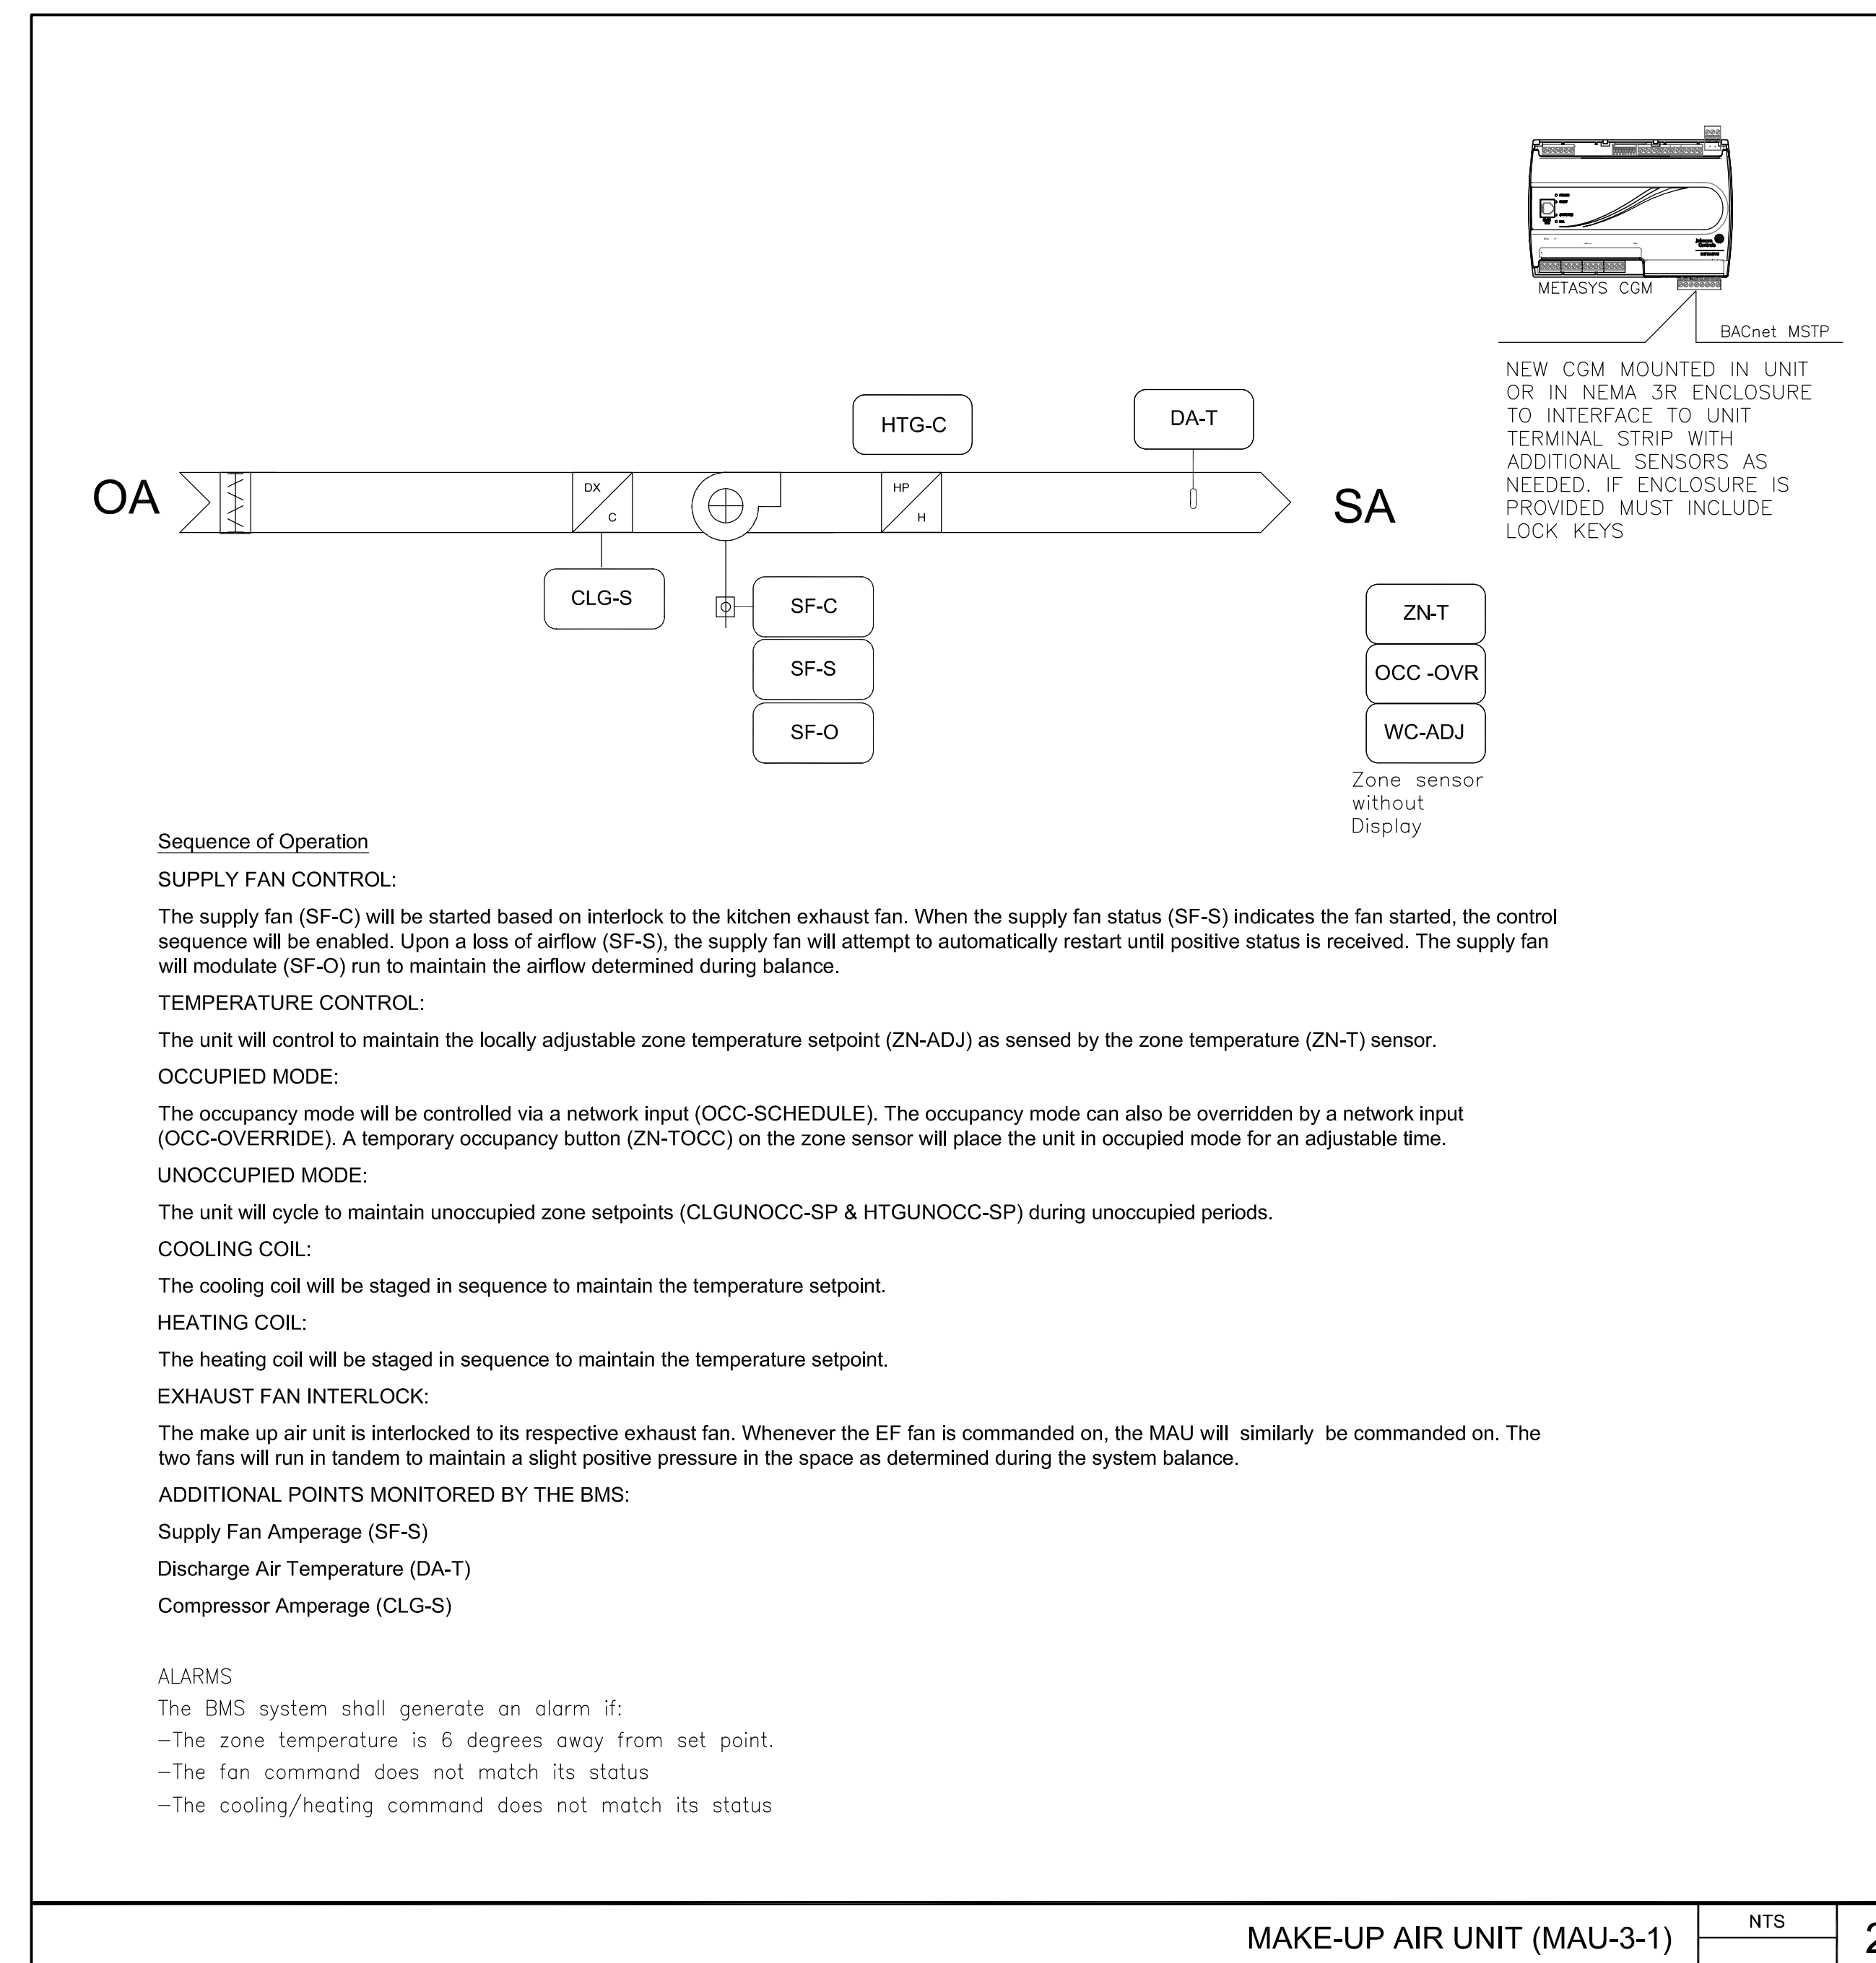 METASYS CGM
BACnet MSTP
NEW CGM MOUNTED IN UNIT
OR IN NEMA 3R ENCLOSURE
TO INTERFACE TO UNIT
TERMINAL STRIP WITH
ADDITIONAL SENSORS AS
NEEDED. IF ENCLOSURE IS
PROVIDED MUST INCLUDE
LOCK KEYS
HTG-C
DA-T
OA
DX
C
HP
H
SA
CLG-S
SF-C
SF-S
SF-O
ZN-T
OCC -OVR
WC-ADJ
Zone sensor
without
Display
Sequence of Operation
SUPPLY FAN CONTROL:
The supply fan (SF-C) will be started based on interlock to the kitchen exhaust fan. When the supply fan status (SF-S) indicates the fan started, the control
sequence will be enabled. Upon a loss of airflow (SF-S), the supply fan will attempt to automatically restart until positive status is received. The supply fan
will modulate (SF-O) run to maintain the airflow determined during balance.
TEMPERATURE CONTROL:
The unit will control to maintain the locally adjustable zone temperature setpoint (ZN-ADJ) as sensed by the zone temperature (ZN-T) sensor.
OCCUPIED MODE:
The occupancy mode will be controlled via a network input (OCC-SCHEDULE). The occupancy mode can also be overridden by a network input
(OCC-OVERRIDE). A temporary occupancy button (ZN-TOCC) on the zone sensor will place the unit in occupied mode for an adjustable time.
UNOCCUPIED MODE:
The unit will cycle to maintain unoccupied zone setpoints (CLGUNOCC-SP & HTGUNOCC-SP) during unoccupied periods.
COOLING COIL:
The cooling coil will be staged in sequence to maintain the temperature setpoint.
HEATING COIL:
The heating coil will be staged in sequence to maintain the temperature setpoint.
EXHAUST FAN INTERLOCK:
The make up air unit is interlocked to its respective exhaust fan. Whenever the EF fan is commanded on, the MAU will similarly be commanded on. The
two fans will run in tandem to maintain a slight positive pressure in the space as determined during the system balance.
ADDITIONAL POINTS MONITORED BY THE BMS:
Supply Fan Amperage (SF-S)
Discharge Air Temperature (DA-T)
Compressor Amperage (CLG-S)
ALARMS
The BMS system shall generate an alarm if:
-The zone temperature is 6 degrees away from set point.
-The fan command does not match its status
-The cooling/heating command does not match its status
MAKE-UP AIR UNIT (MAU-3-1)
NTS
2